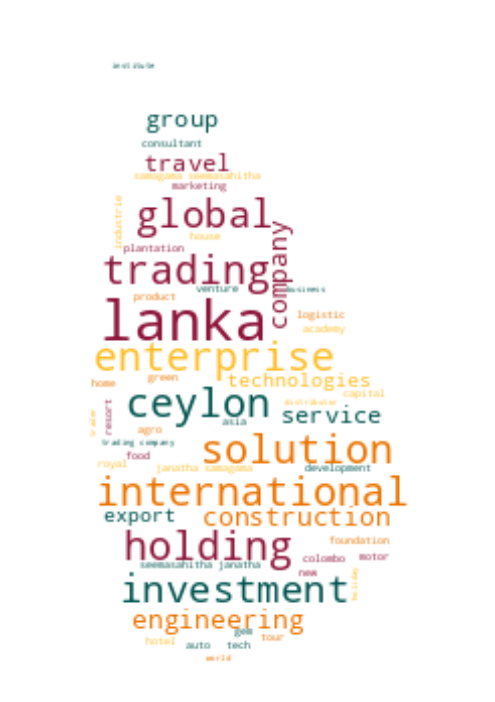 institute
group
consultant
travel
samagama seemasahitha
marketing
industrie
global
house
company
plantation
trading
venture
business
product
lanka
logistic
academy
enterprise
green
technologies
home
capital
resort
ceylon
distributor
service
trader
asia
agro
trading company
solution
food
royal
janatha samagama
development
international
export
construction
holding
foundation
colombo
motor
seemasahitha janatha
new
investment
holiday
engineering
gem
hotel
tour
auto
tech
world